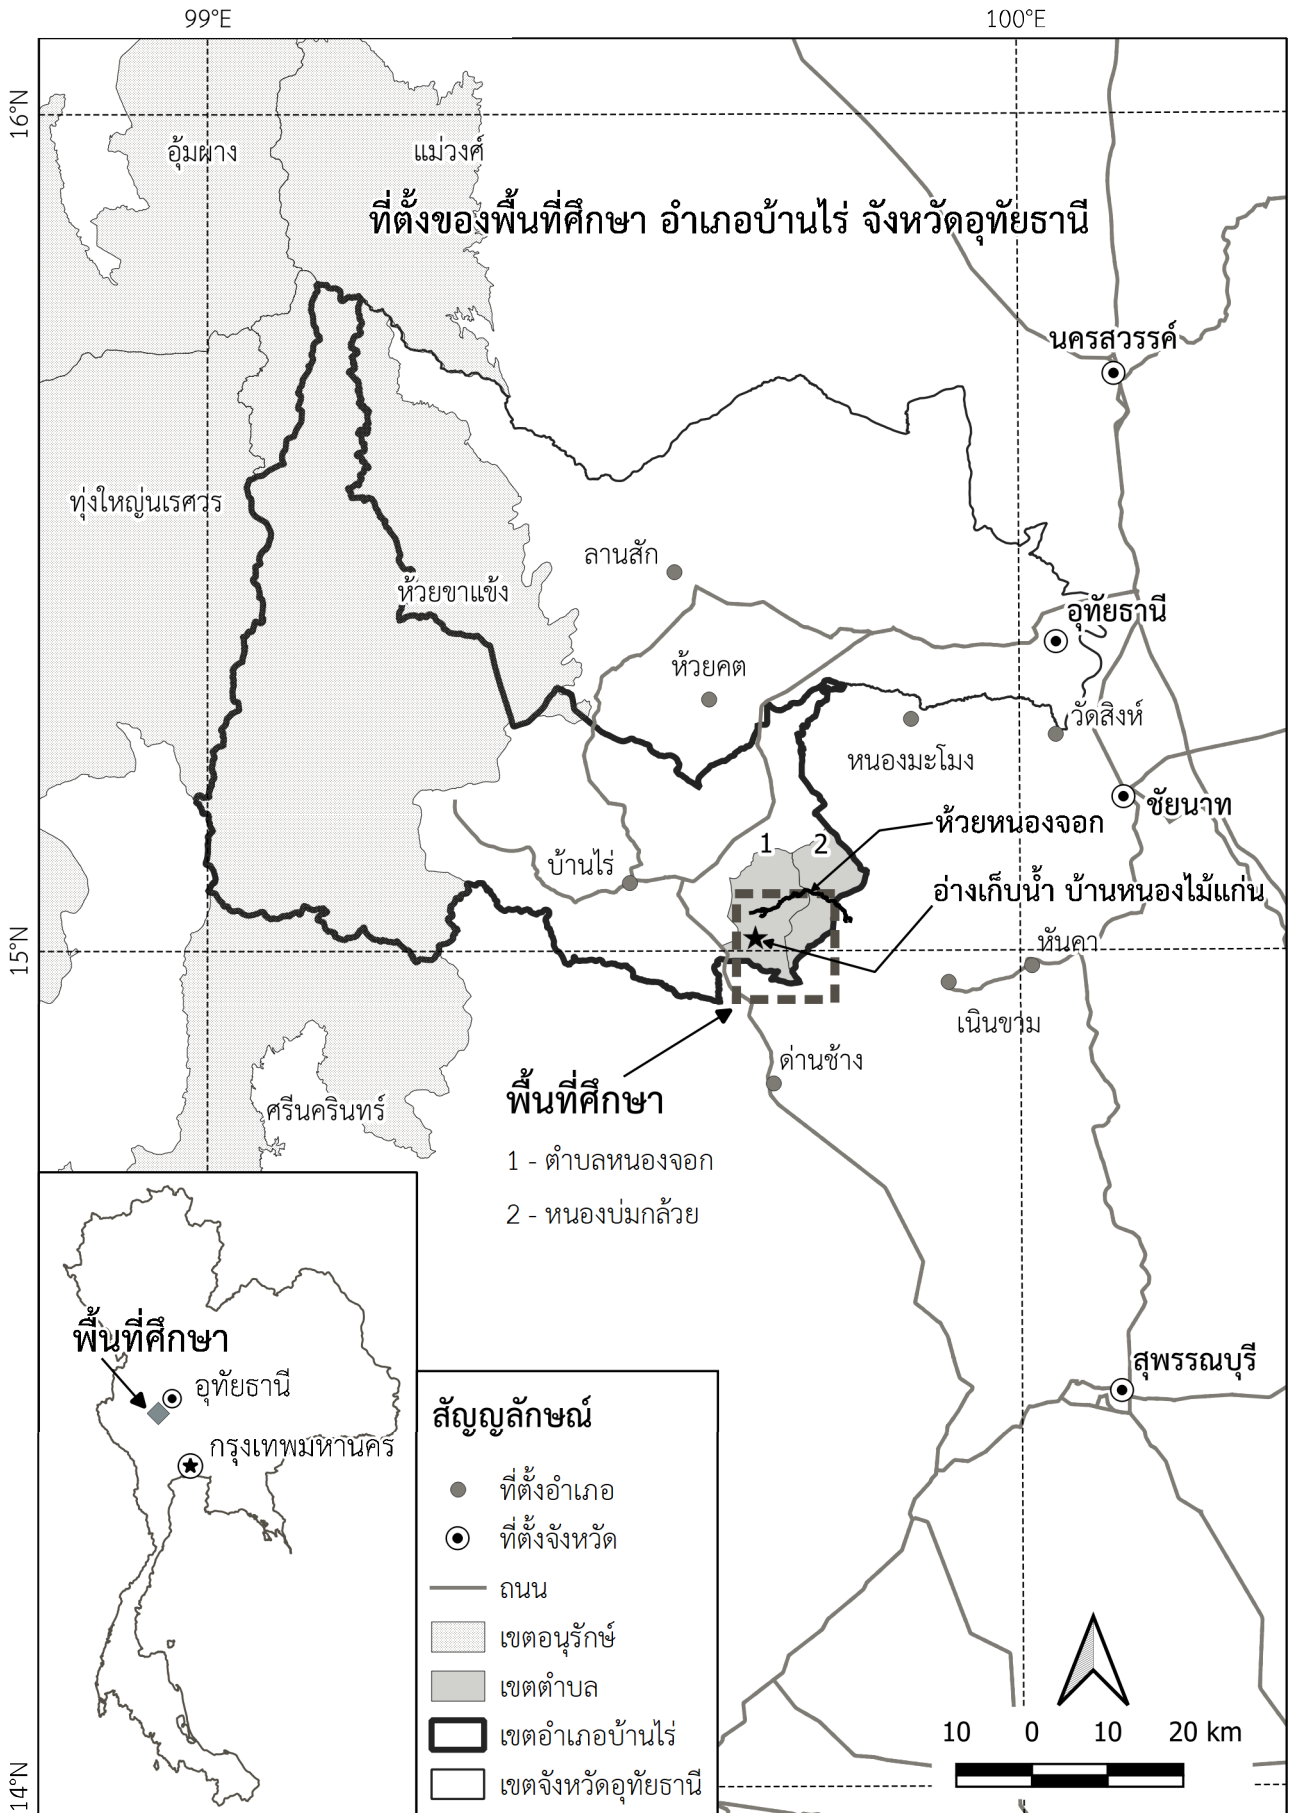 99°E
100°E
16°N
อุ้มผาง
แม่วงศ์
ที่ตั้งของพื้นที่ศึกษา อำเภอบ้านไร่ จังหวัดอุทัยธานี
นครสวรรค์
ทุ่งใหญ่นเรศวร
ลานสัก
ห้วยขาแข้ง
อุทัยธานี
ห้วยคต
วัดสิงห์
หนองมะโมง
ชัยนาท
ห้วยหนองจอก
1
2
บ้านไร่
อ่างเก็บน้ำ บ้านหนองไม้แก่น
15°N
หันคา
เนินขาม
ด่านช้าง
พื้นที่ศึกษา
ศรีนครินทร์
1 - ตำบลหนองจอก
2 - หนองบ่มกล้วย
พื้นที่ศึกษา
อุทัยธานี
กรุงเทพมหานคร
สุพรรณบุรี
สัญญลักษณ์
ที่ตั้งอำเภอ
ที่ตั้งจังหวัด
ถนน
เขตอนุรักษ์
เขตตำบล
เขตอำเภอบ้านไร่
เขตจังหวัดอุทัยธานี
10 0 10 20 km
14°N